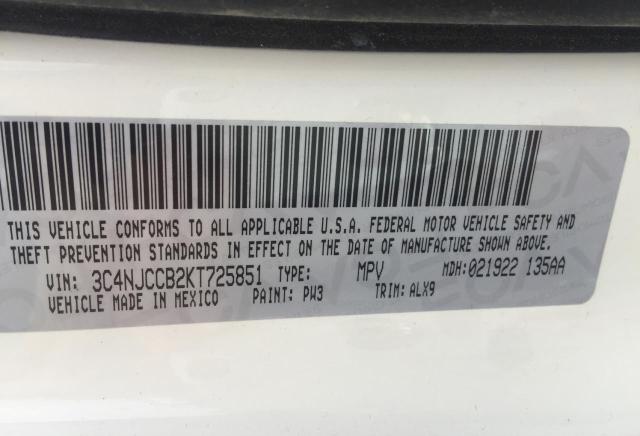 THIS VEHICLE CONFORMS TO ALL APPLICABLE U.S.A. FEDERAL MOTOR VEHICLE SAFETY AND
THEFT PREVENTION STANDARDS IN EFFECT ON THE DATE OF MANUFACTURE SHOWN ABOVE.
VIN: 3C4NJCCB2KT725851 TYPE: MPV MDH:021922 135AA
VEHICLE MADE IN MEXICO PAINT: PW3 TRIM: ALX9